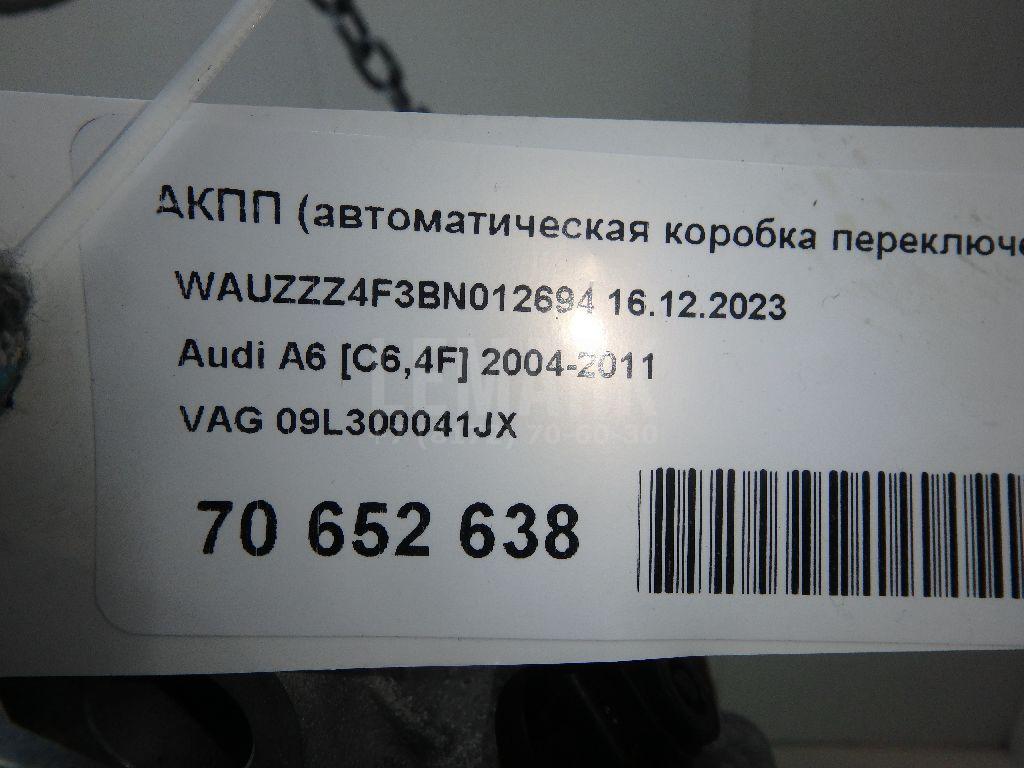 АКПП (автоматическая коробка переключе
WAUZZZ4F3BN012694 16.12.2023
Audi A6 [C6,4F] 2004-2011
VAG 09L300041JX
70 652 638